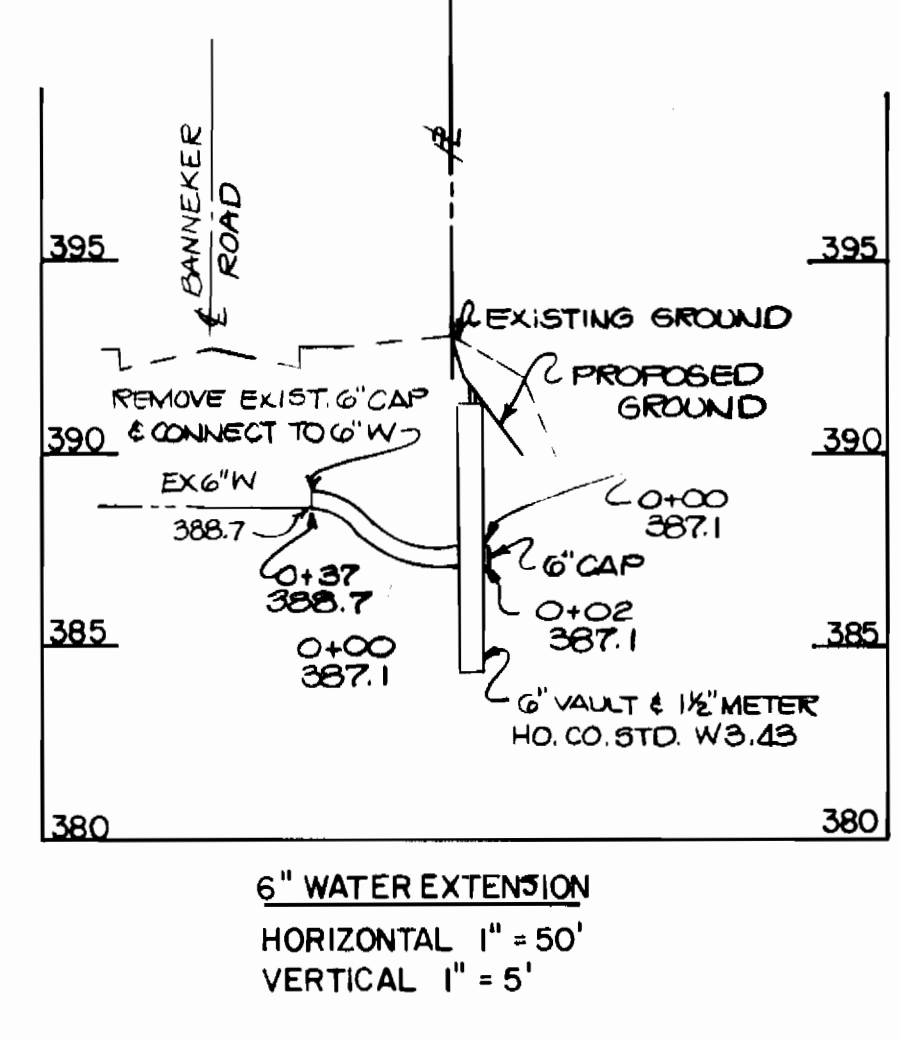 ℄ BANNEKER
ROAD
395
395
EXISTING GROUND
PROPOSED
GROUND
REMOVE EXIST. 6" CAP
& CONNECT TO 6" W
390
390
EX 6" W
388.7
0+00
387.1
6" CAP
0+37
388.7
0+02
387.1
385
385
0+00
387.1
6" VAULT & 1½" METER
HO. CO. STD. W3.43
380
380
6" WATER EXTENSION
HORIZONTAL 1" = 50'
VERTICAL 1" = 5'